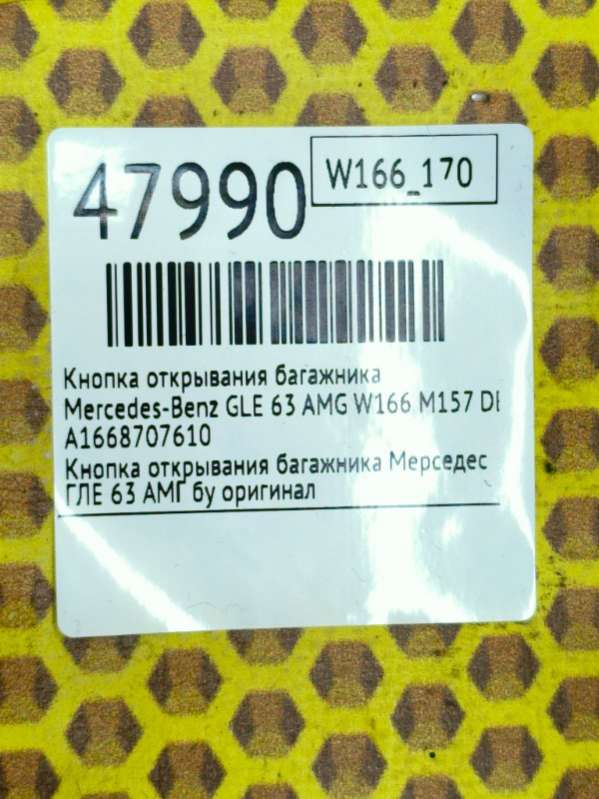 47990
W166_170
Кнопка открывания багажника
Mercedes-Benz GLE 63 AMG W166 M157 DE
A1668707610
Кнопка открывания багажника Мерседес
ГЛЕ 63 АМГ бу оригинал